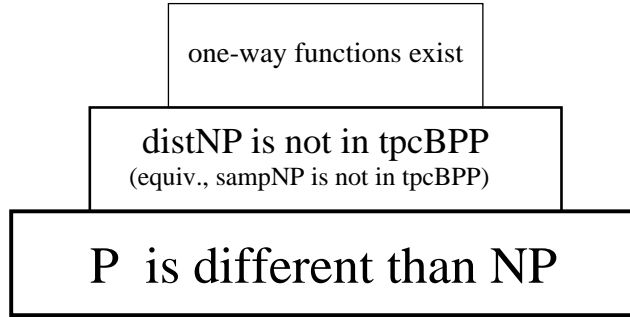 one-way functions exist
distNP is not in tpcBPP
(equiv., sampNP is not in tpcBPP)
P is different than NP